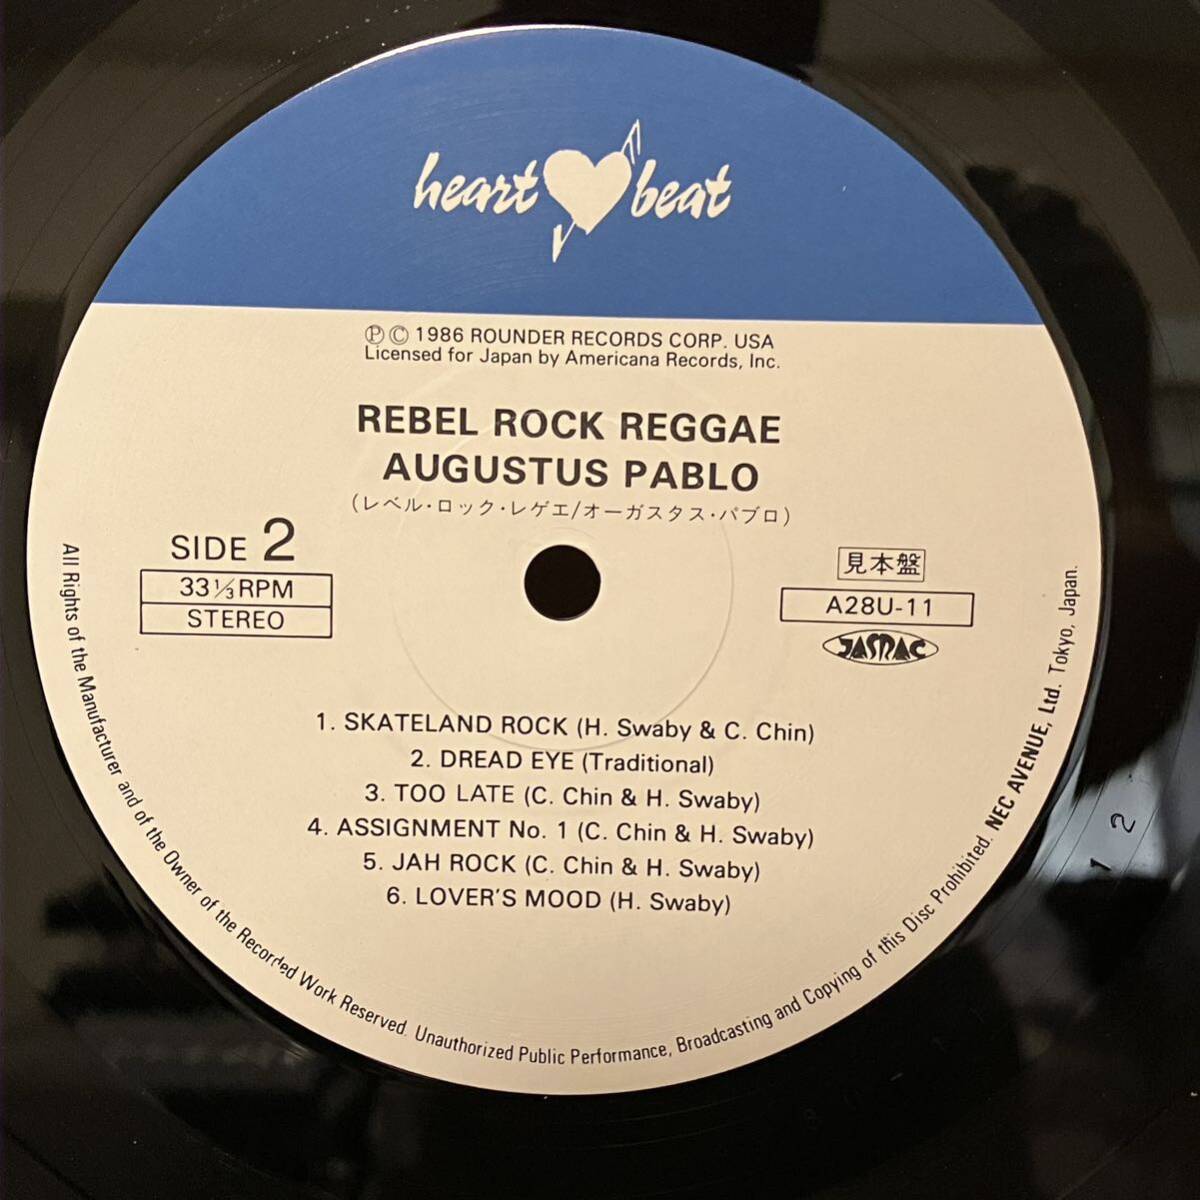 heart beat
Ⓟ Ⓒ 1986 ROUNDER RECORDS CORP. USA
Licensed for Japan by Americana Records, Inc.
REBEL ROCK REGGAE
AUGUSTUS PABLO
(レベル・ロック・レゲエ/オーガスタス・パブロ)
SIDE 2
33 1/3 RPM
STEREO
見本盤
A28U-11
JASRAC
1. SKATELAND ROCK (H. Swaby & C. Chin)
2. DREAD EYE (Traditional)
3. TOO LATE (C. Chin & H. Swaby)
4. ASSIGNMENT No. 1 (C. Chin & H. Swaby)
5. JAH ROCK (C. Chin & H. Swaby)
6. LOVER'S MOOD (H. Swaby)
All Rights of the Manufacturer and of the Owner of the Recorded Work Reserved. Unauthorized Public Performance, Broadcasting and Copying of this Disc Prohibited. NEC AVENUE, Ltd. Tokyo, Japan.
1 2